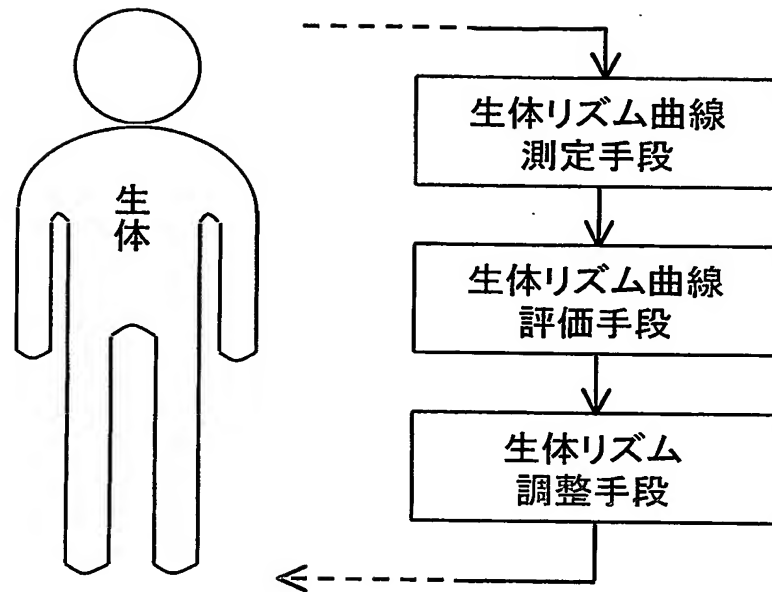 生
体
生体リズム曲線
測定手段
生体リズム曲線
評価手段
生体リズム
調整手段